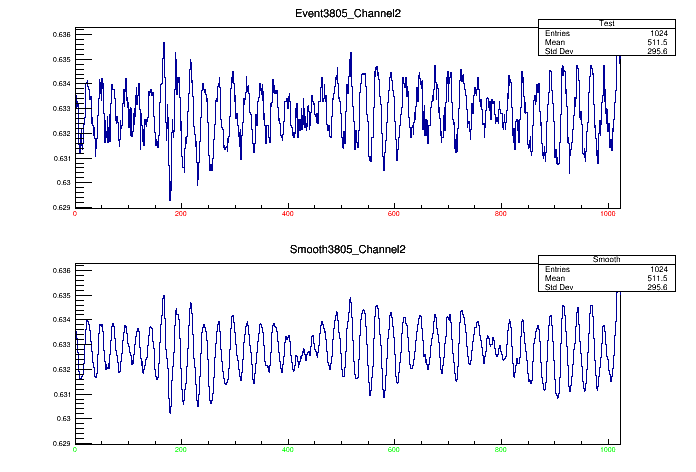 Event3805_Channel2
Test
Entries 1024
Mean 511.5
Std Dev 295.6
0.636
0.635
0.634
0.633
0.632
0.631
0.63
0.629
0 200 400 600 800 1000
Smooth3805_Channel2
Smooth
Entries 1024
Mean 511.5
Std Dev 295.6
0.636
0.635
0.634
0.633
0.632
0.631
0.63
0.629
0 200 400 600 800 1000